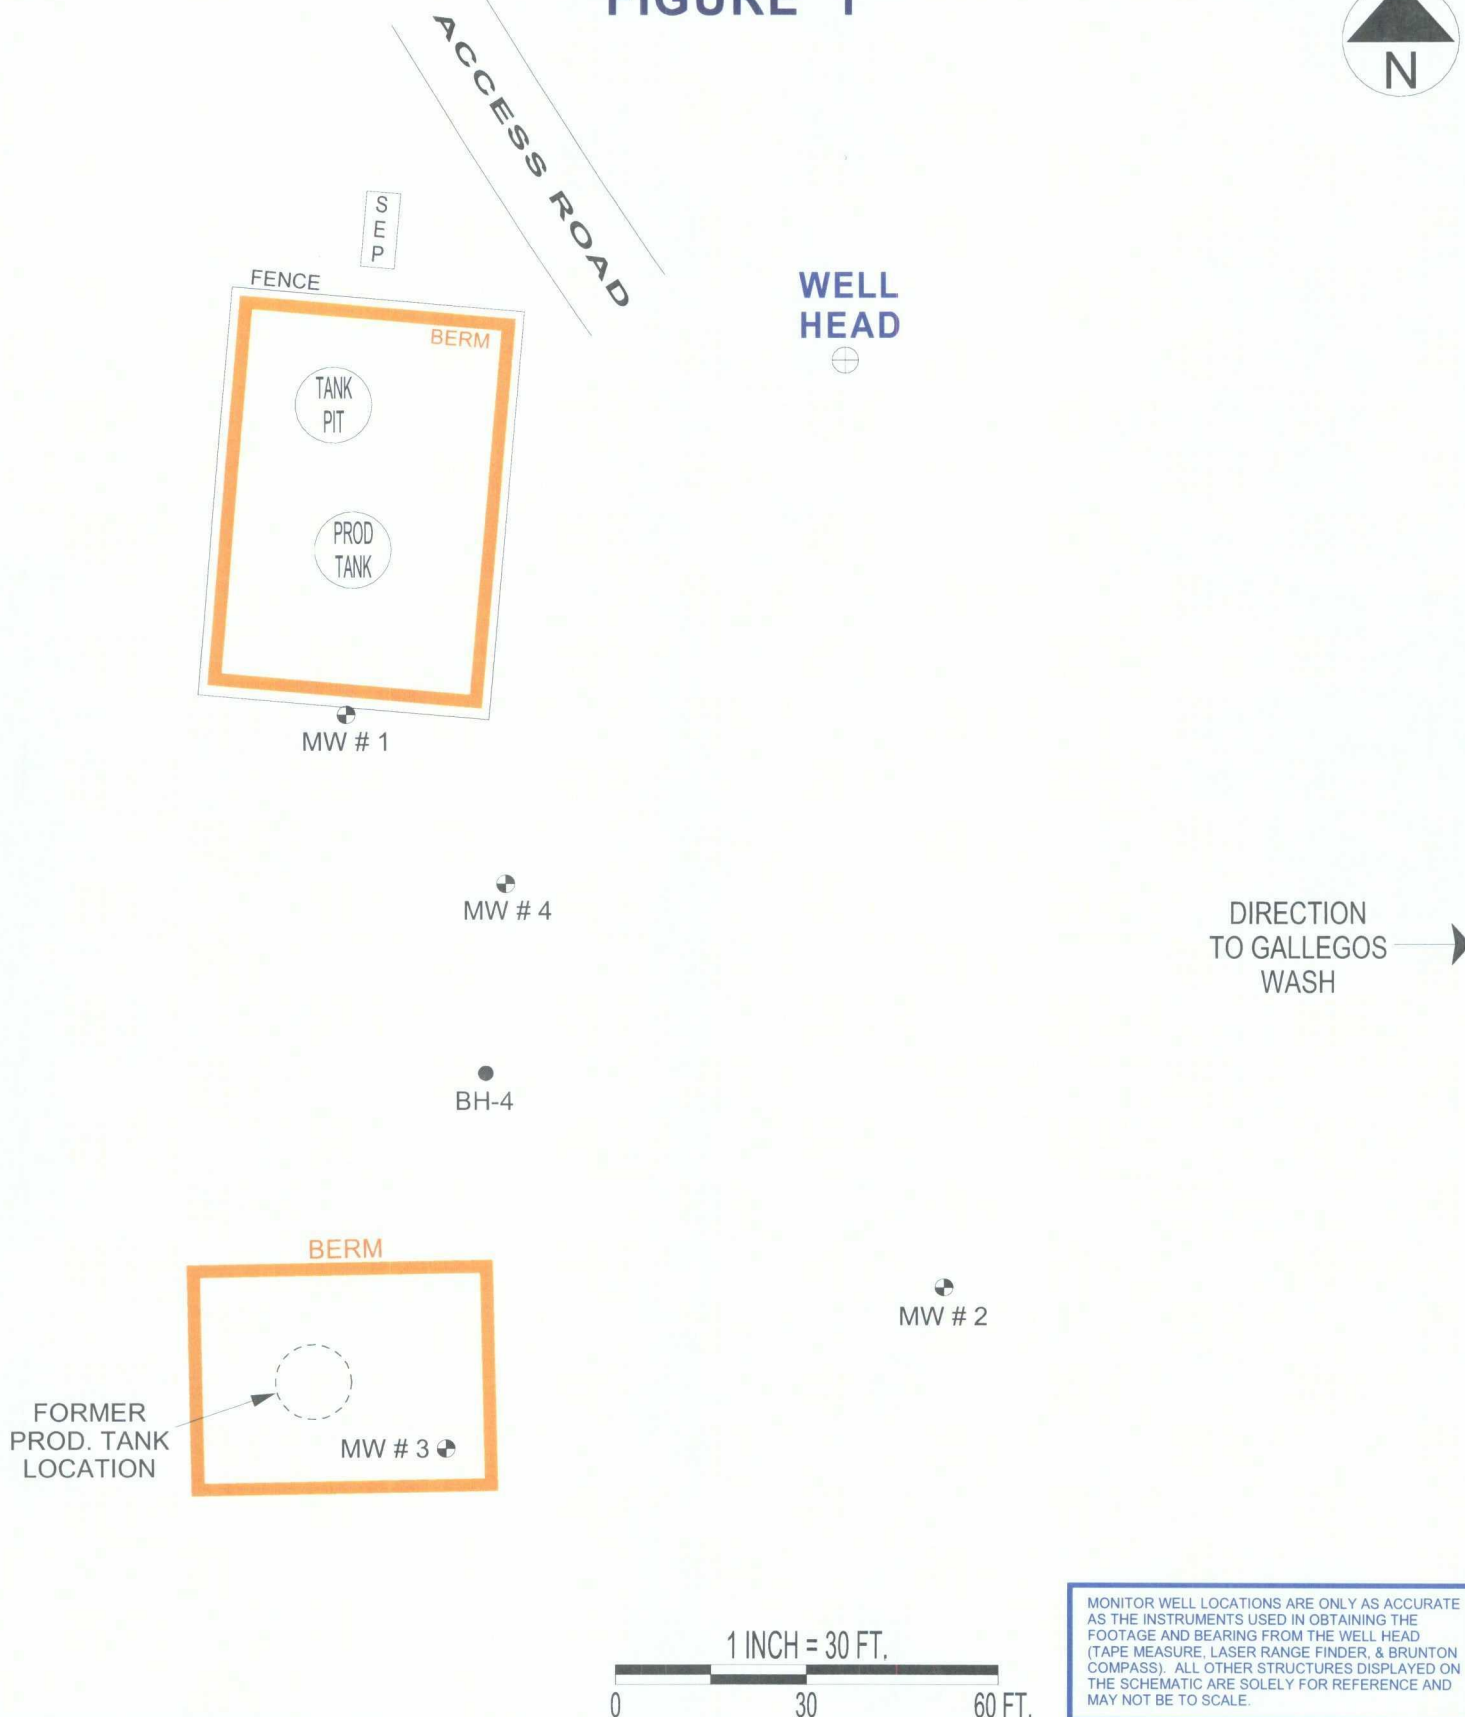 FIGURE 1
N
ACCESS ROAD
S
E
P
FENCE
BERM
WELL
HEAD
TANK
PIT
PROD
TANK
MW # 1
MW # 4
DIRECTION
TO GALLEGOS
WASH
BH-4
BERM
MW # 2
FORMER
PROD. TANK
LOCATION
MW # 3
1 INCH = 30 FT.
0 30 60 FT.
MONITOR WELL LOCATIONS ARE ONLY AS ACCURATE
AS THE INSTRUMENTS USED IN OBTAINING THE
FOOTAGE AND BEARING FROM THE WELL HEAD
(TAPE MEASURE, LASER RANGE FINDER, & BRUNTON
COMPASS). ALL OTHER STRUCTURES DISPLAYED ON
THE SCHEMATIC ARE SOLELY FOR REFERENCE AND
MAY NOT BE TO SCALE.